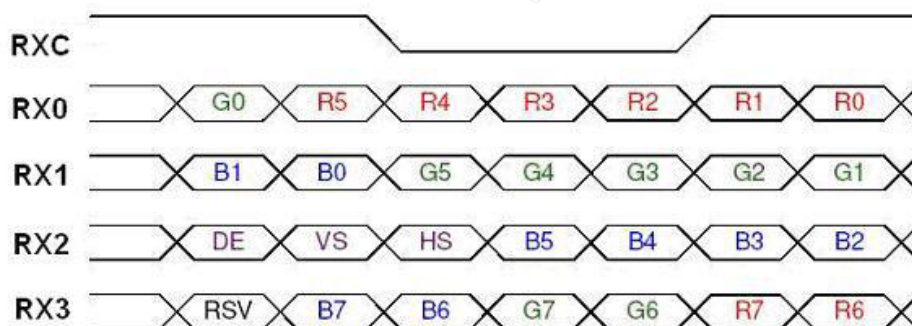 RXC
RX0 G0 R5 R4 R3 R2 R1 R0
RX1 B1 B0 G5 G4 G3 G2 G1
RX2 DE VS HS B5 B4 B3 B2
RX3 RSV B7 B6 G7 G6 R7 R6